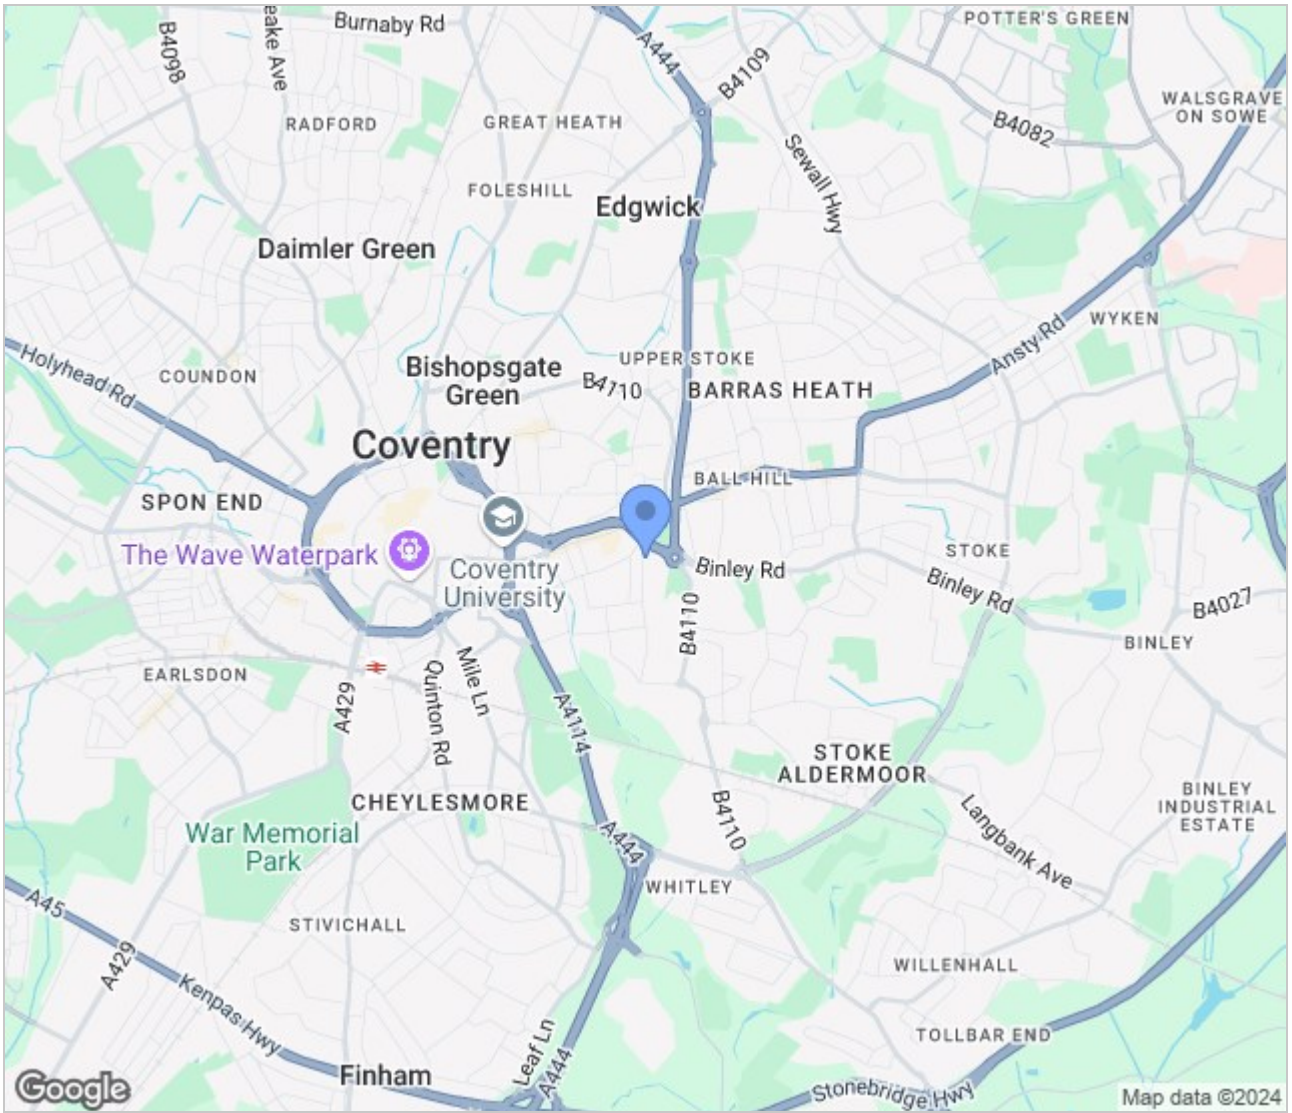 Burnaby Rd
POTTER'S GREEN
B4098
eake Ave
A444
B4109
WALSGRAVE
ON SOWE
RADFORD
GREAT HEATH
B4082
Sewall Hwy
FOLESHILL
Edgwick
Daimler Green
WYKEN
Ansty Rd
Holyhead Rd
COUNDON
Bishopsgate
Green
UPPER STOKE
B4110
BARRAS HEATH
Coventry
BALL HILL
SPON END
The Wave Waterpark
Coventry
University
Binley Rd
STOKE
Binley Rd
B4027
B4110
BINLEY
EARLSDON
Mile Ln
Quinton Rd
A429
A4114
STOKE
ALDERMOOR
CHEYLESMORE
BINLEY
INDUSTRIAL
ESTATE
War Memorial
Park
B4110
Langbank Ave
A444
WHITLEY
A45
STIVICHALL
A429
WILLENHALL
Kenpas Hwy
TOLLBAR END
Leaf Ln
A444
Finham
Stonebridge Hwy
Google
Map data ©2024